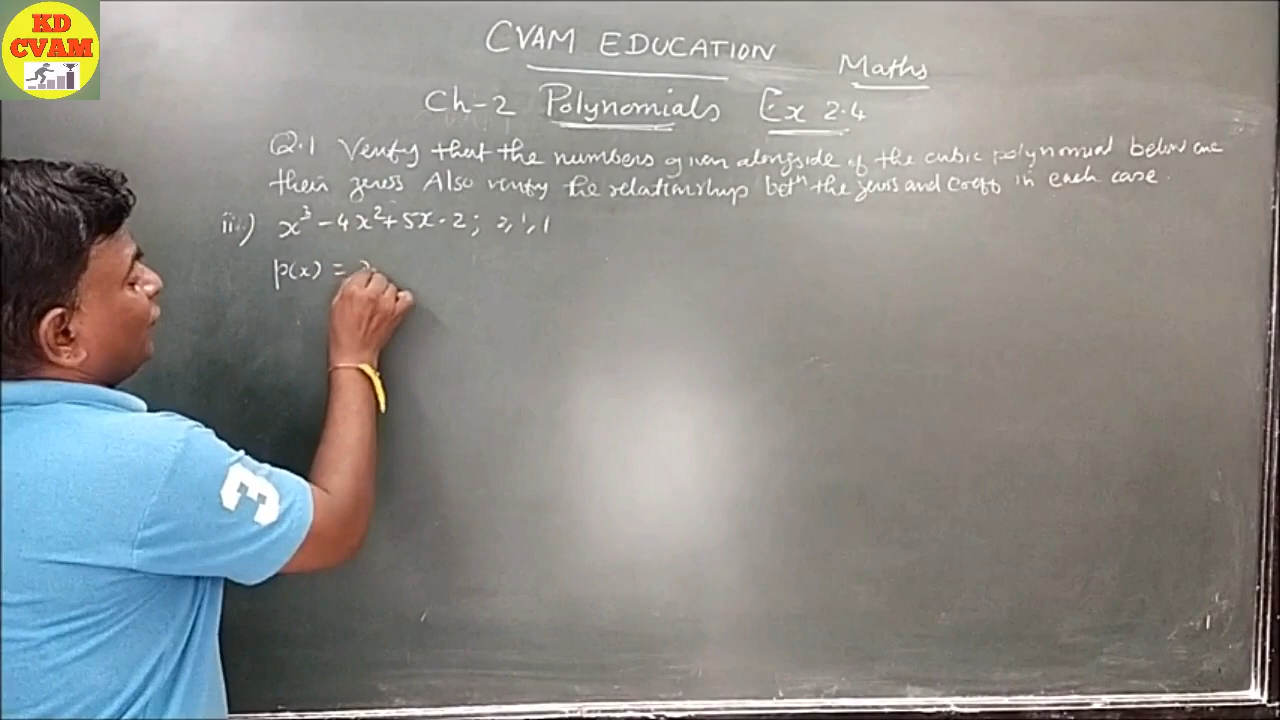 KD
CVAM
CVAM EDUCATION
Maths
Ch-2 Polynomials Ex 2.4
Q.1 Verify that the numbers given alongside of the cubic polynomial below are
their zeros Also verify the relationship betn the zeros and Coeff in each case.
ii) x³ - 4x² + 5x - 2; 2, 1, 1
p(x) =
3